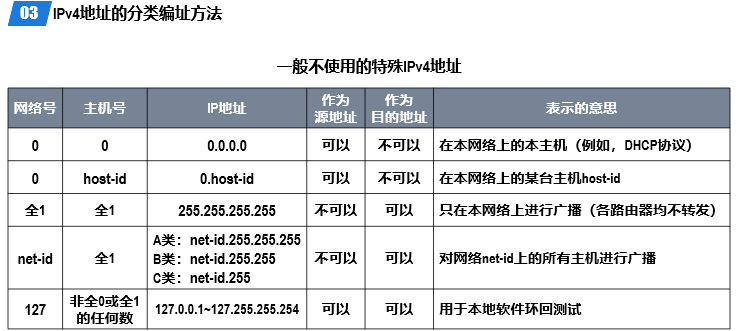 03 IPv4地址的分类编址方法
一般不使用的特殊IPv4地址
网络号 主机号 IP地址 作为源地址 作为目的地址 表示的意思
0 0 0.0.0.0 可以 不可以 在本网络上的本主机（例如，DHCP协议）
0 host-id 0.host-id 可以 不可以 在本网络上的某台主机host-id
全1 全1 255.255.255.255 不可以 可以 只在本网络上进行广播（各路由器均不转发）
net-id 全1 A类：net-id.255.255.255
B类：net-id.255.255
C类：net-id.255
不可以 可以 对网络net-id上的所有主机进行广播
127 非全0或全1的任何数 127.0.0.1~127.255.255.254 可以 可以 用于本地软件环回测试